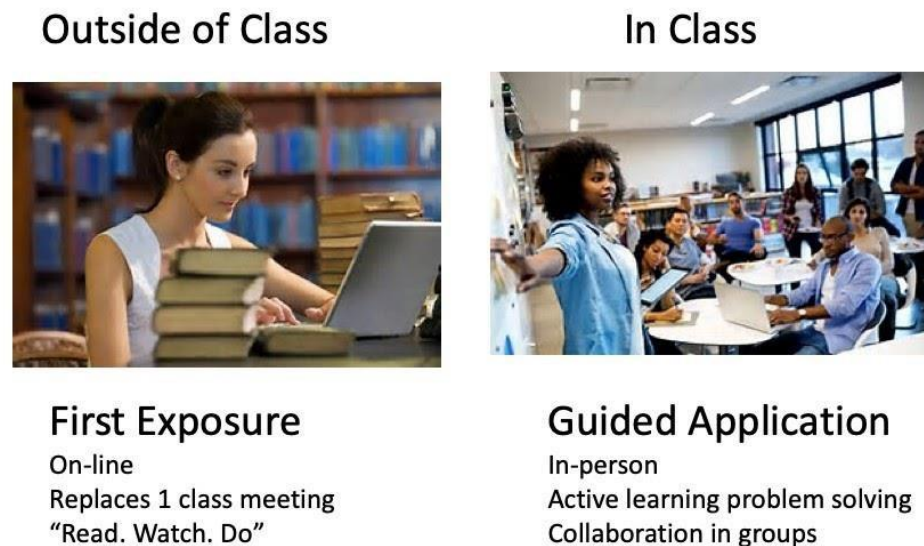 Outside of Class
In Class
First Exposure
On-line
Replaces 1 class meeting
“Read. Watch. Do”
Guided Application
In-person
Active learning problem solving
Collaboration in groups